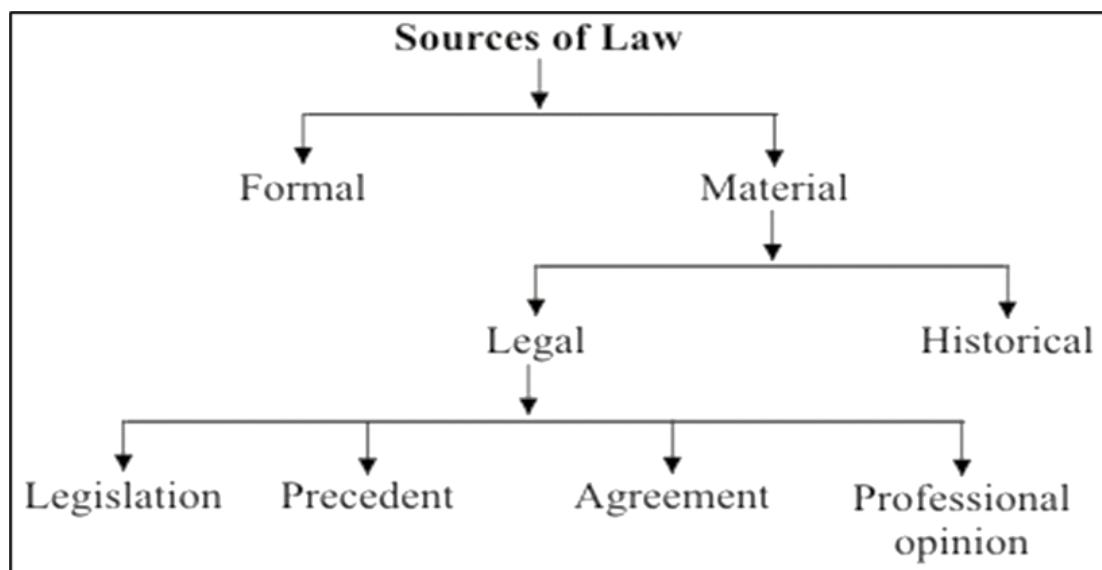 Sources of Law
Formal
Material
Legal
Historical
Legislation
Precedent
Agreement
Professional
opinion